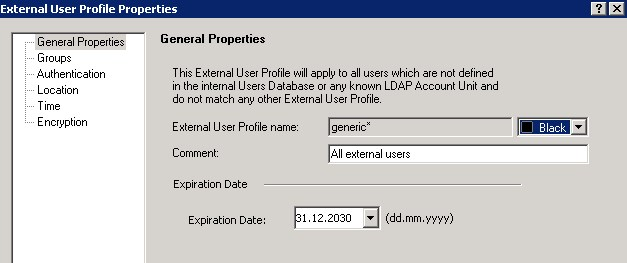 External User Profile Properties
General Properties
Groups
Authentication
Location
Time
Encryption
General Properties
This External User Profile will apply to all users which are not defined
in the internal Users Database or any known LDAP Account Unit and
do not match any other External User Profile.
External User Profile name: generic* Black
Comment: All external users
Expiration Date
Expiration Date: 31.12.2030 (dd.mm.yyyy)